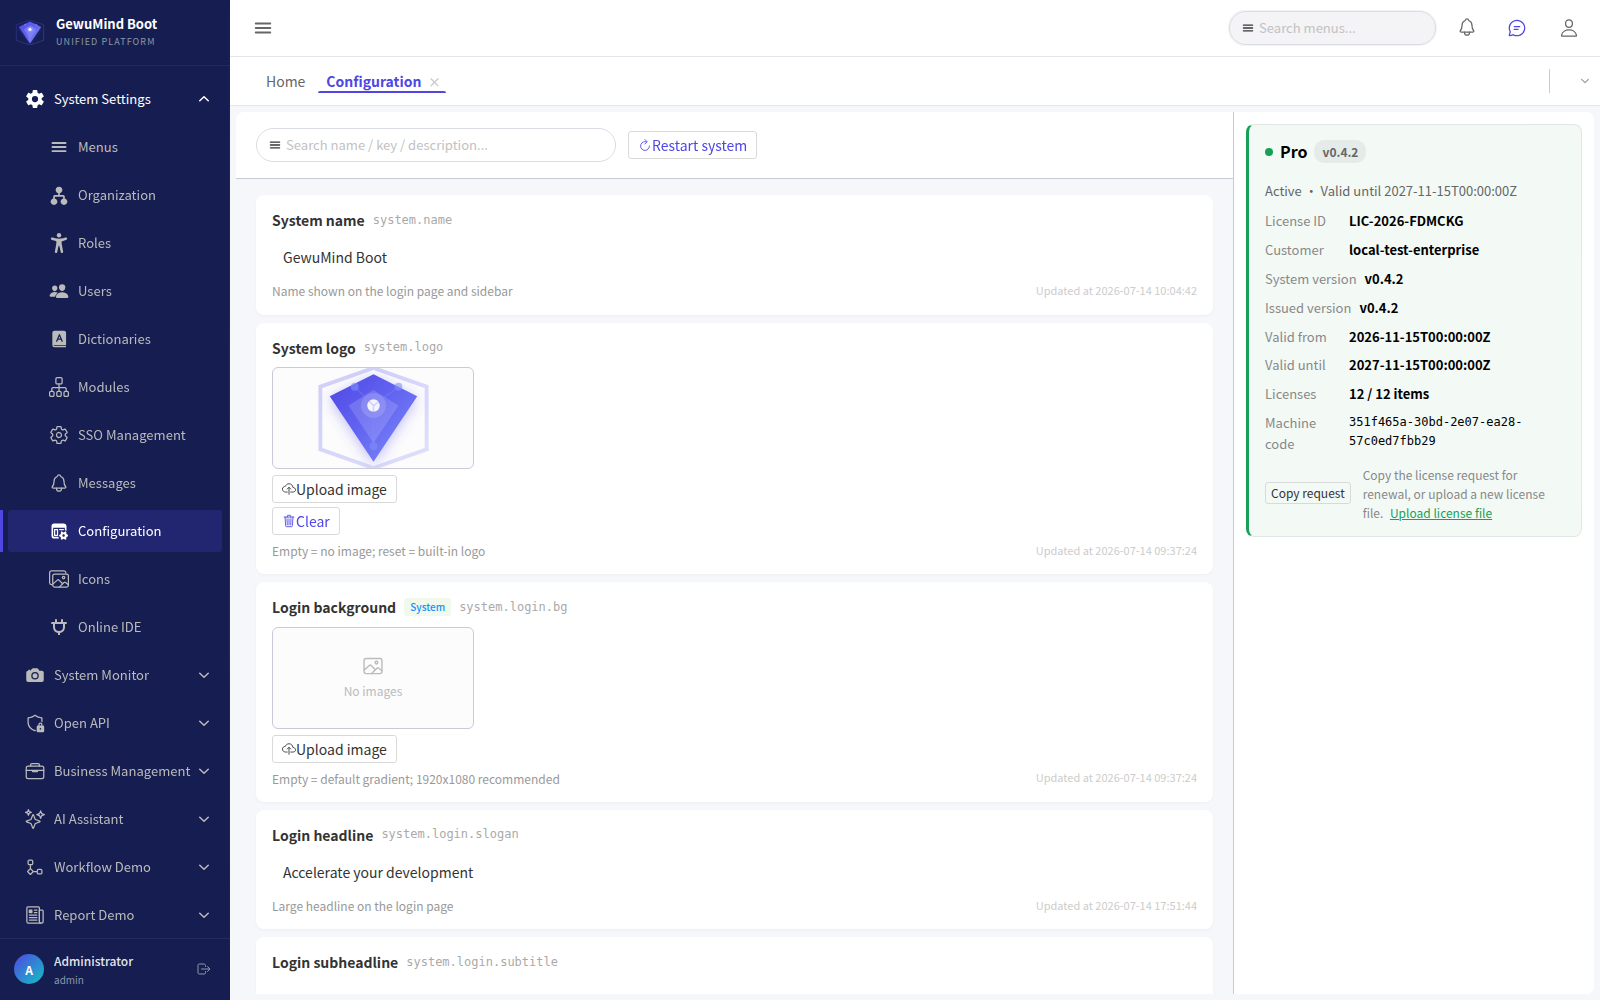 GewuMind Boot
UNIFIED PLATFORM
System Settings
Menus
Organization
Roles
Users
Dictionaries
Modules
SSO Management
Messages
Configuration
Icons
Online IDE
System Monitor
Open API
Business Management
AI Assistant
Workflow Demo
Report Demo
A
Administrator
admin
Search menus...
Home
Configuration
Search name / key / description...
Restart system
System name system.name
GewuMind Boot
Name shown on the login page and sidebar
Updated at 2026-07-14 10:04:42
System logo system.logo
Upload image
Clear
Empty = no image; reset = built-in logo
Updated at 2026-07-14 09:37:24
Login background System system.login.bg
No images
Upload image
Empty = default gradient; 1920x1080 recommended
Updated at 2026-07-14 09:37:24
Login headline system.login.slogan
Accelerate your development
Large headline on the login page
Updated at 2026-07-14 17:51:44
Login subheadline system.login.subtitle
Pro v0.4.2
Active • Valid until 2027-11-15T00:00:00Z
License ID LIC-2026-FDMCKG
Customer local-test-enterprise
System version v0.4.2
Issued version v0.4.2
Valid from 2026-11-15T00:00:00Z
Valid until 2027-11-15T00:00:00Z
Licenses 12 / 12 items
Machine code
351f465a-30bd-2e07-ea28-
57c0ed7fbb29
Copy request
Copy the license request for
renewal, or upload a new license
file. Upload license file